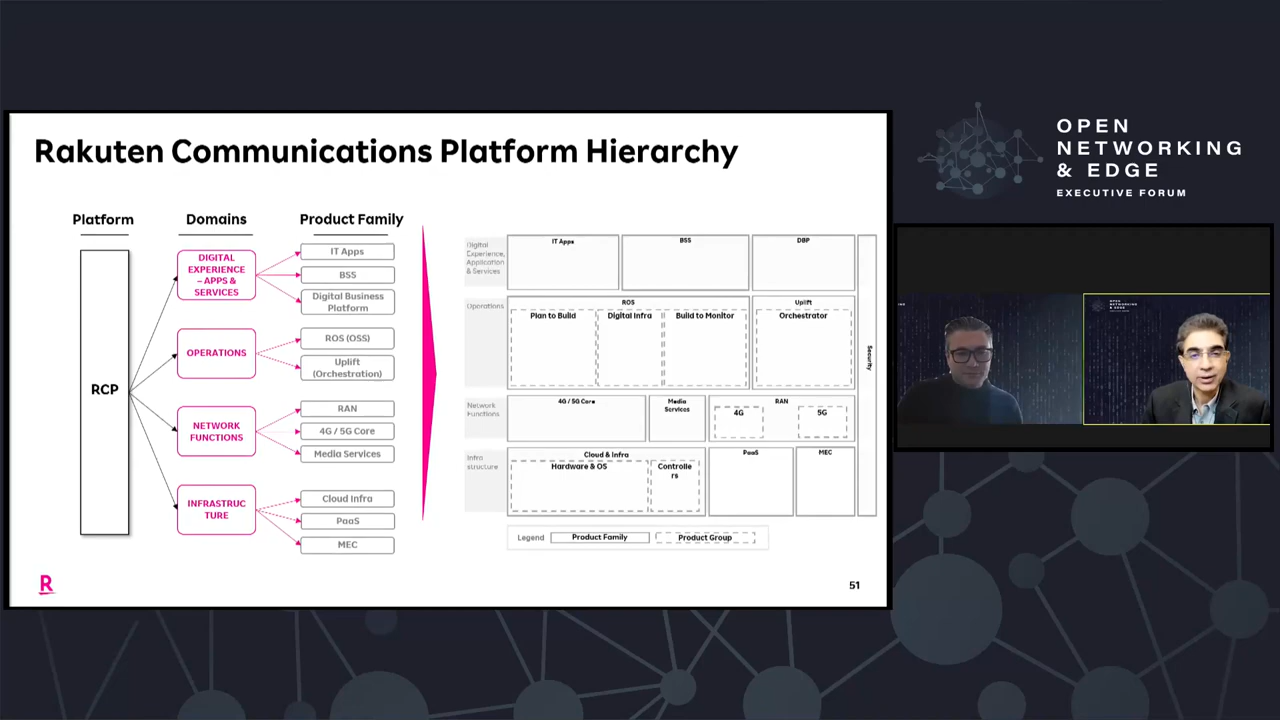 Rakuten Communications Platform Hierarchy
Platform
Domains
Product Family
RCP
DIGITAL
EXPERIENCE
– APPS &
SERVICES
IT Apps
BSS
Digital Business
Platform
OPERATIONS
ROS (OSS)
Uplift
(Orchestration)
NETWORK
FUNCTIONS
RAN
4G / 5G Core
Media Services
INFRASTRUC
TURE
Cloud Infra
PaaS
MEC
Digital
Experience,
Application
& Services
IT Apps
BSS
DBP
Operations
ROS
Plan to Build
Digital Infra
Build to Monitor
Uplift
Orchestrator
Network
Functions
4G / 5G Core
Media
Services
RAN
4G
5G
Infra
structure
Cloud & Infra
Hardware & OS
Controlle
rs
PaaS
MEC
Security
Legend
Product Family
Product Group
R
51
OPEN
NETWORKING
& EDGE
EXECUTIVE FORUM
OPEN
NETWORKING
& EDGE